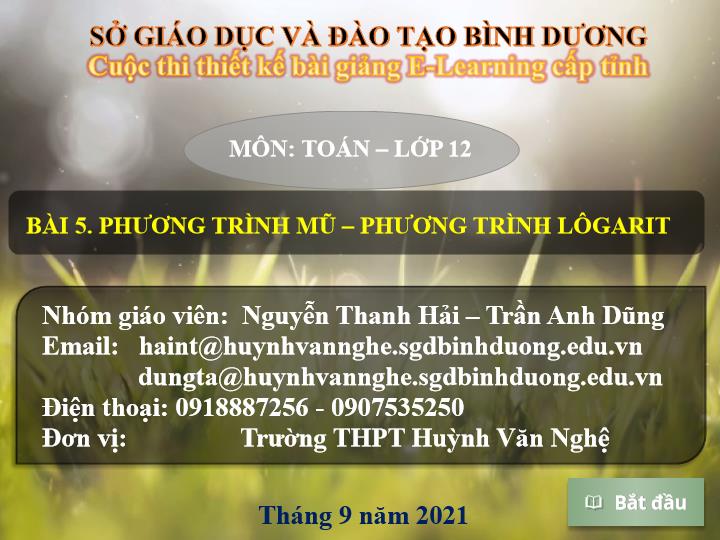 SỞ GIÁO DỤC VÀ ĐÀO TẠO BÌNH DƯƠNG
Cuộc thi thiết kế bài giảng E-Learning cấp tỉnh
MÔN: TOÁN – LỚP 12
BÀI 5. PHƯƠNG TRÌNH MŨ – PHƯƠNG TRÌNH LÔGARIT
Nhóm giáo viên: Nguyễn Thanh Hải – Trần Anh Dũng
Email: haint@huynhvannghe.sgdbinhduong.edu.vn
dungta@huynhvannghe.sgdbinhduong.edu.vn
Điện thoại: 0918887256 - 0907535250
Đơn vị: Trường THPT Huỳnh Văn Nghệ
Bắt đầu
Tháng 9 năm 2021